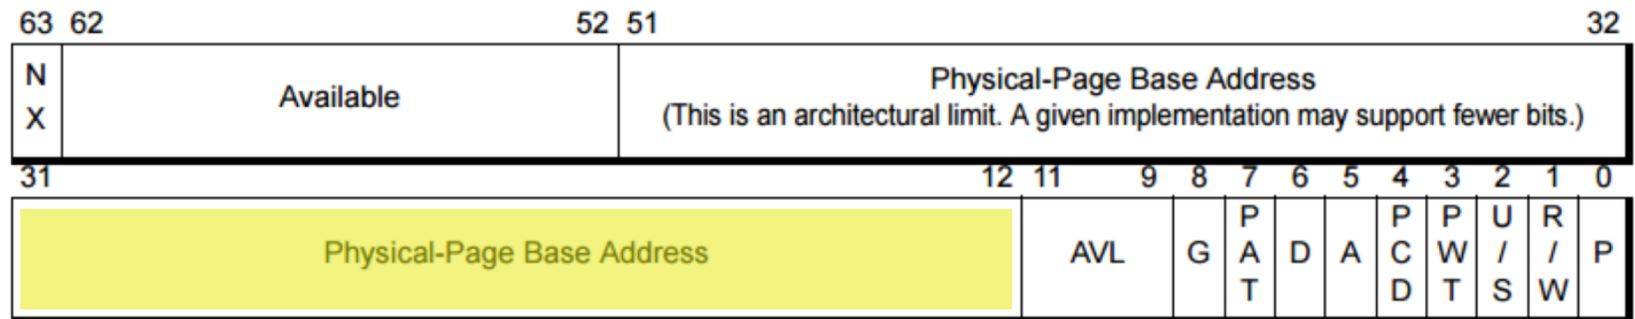 63 62 52 51 32
N
X
Available
Physical-Page Base Address
(This is an architectural limit. A given implementation may support fewer bits.)
31 12 11 9 8 7 6 5 4 3 2 1 0
Physical-Page Base Address
AVL
G
P
A
T
D
A
P
C
D
P
W
T
U
/
S
R
/
W
P